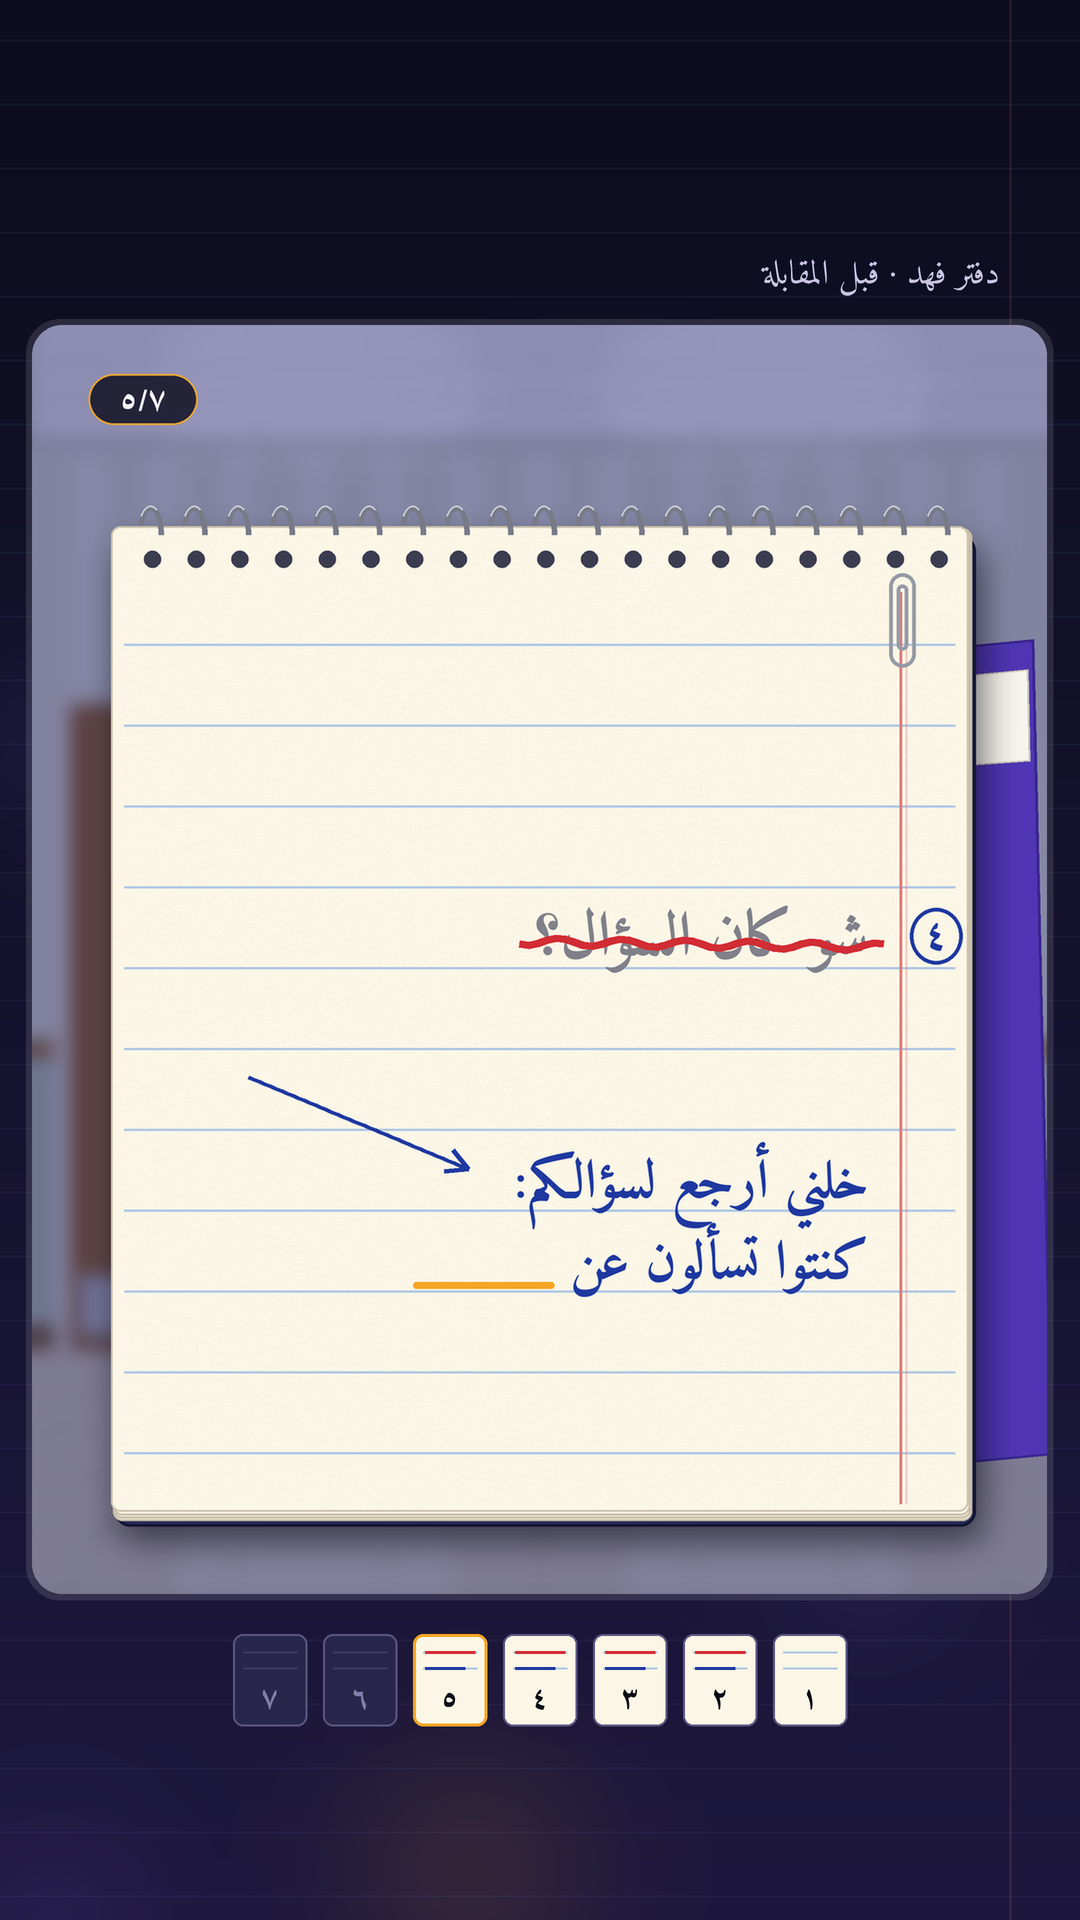 دفتر فهد · قبل المقابلة
٥/٧
٤
شو كان السؤال؟
خلني أرجع لسؤالكم:
كنتوا تسألون عن
١ ٢ ٣ ٤ ٥ ٦ ٧